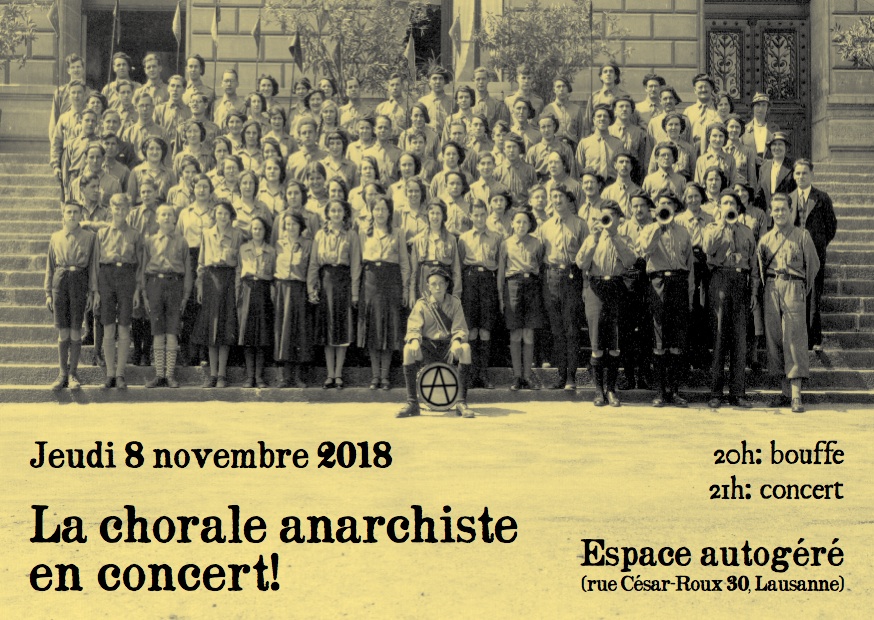 Jeudi 8 novembre 2018
La chorale anarchiste
en concert!
20h: bouffe
21h: concert
Espace autogéré
(rue César-Roux 30, Lausanne)